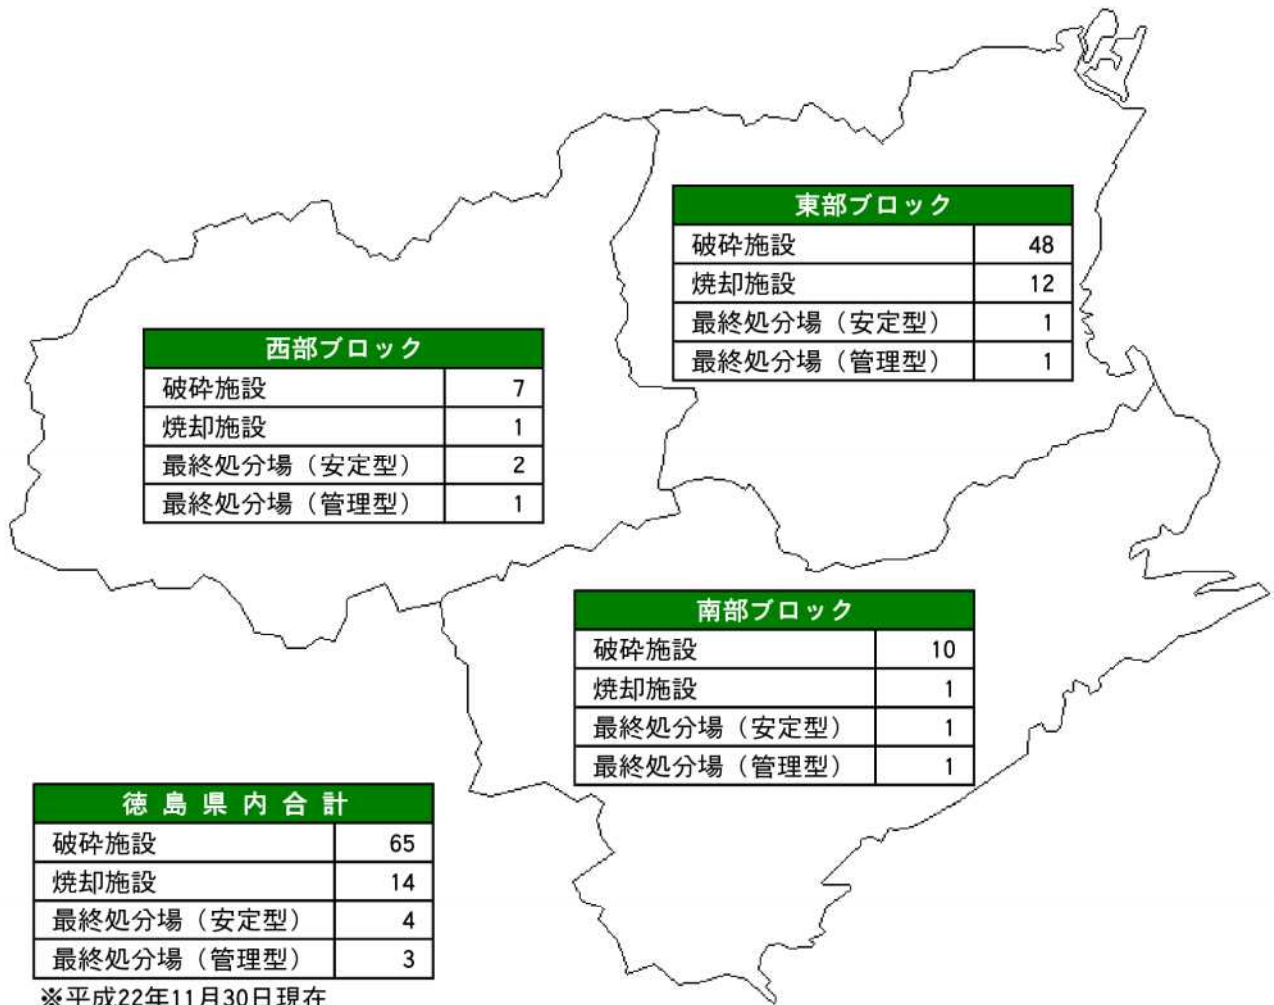 東部ブロック
破砕施設 48
焼却施設 12
最終処分場（安定型） 1
最終処分場（管理型） 1
西部ブロック
破砕施設 7
焼却施設 1
最終処分場（安定型） 2
最終処分場（管理型） 1
南部ブロック
破砕施設 10
焼却施設 1
最終処分場（安定型） 1
最終処分場（管理型） 1
徳島県内合計
破砕施設 65
焼却施設 14
最終処分場（安定型） 4
最終処分場（管理型） 3
※平成22年11月30日現在